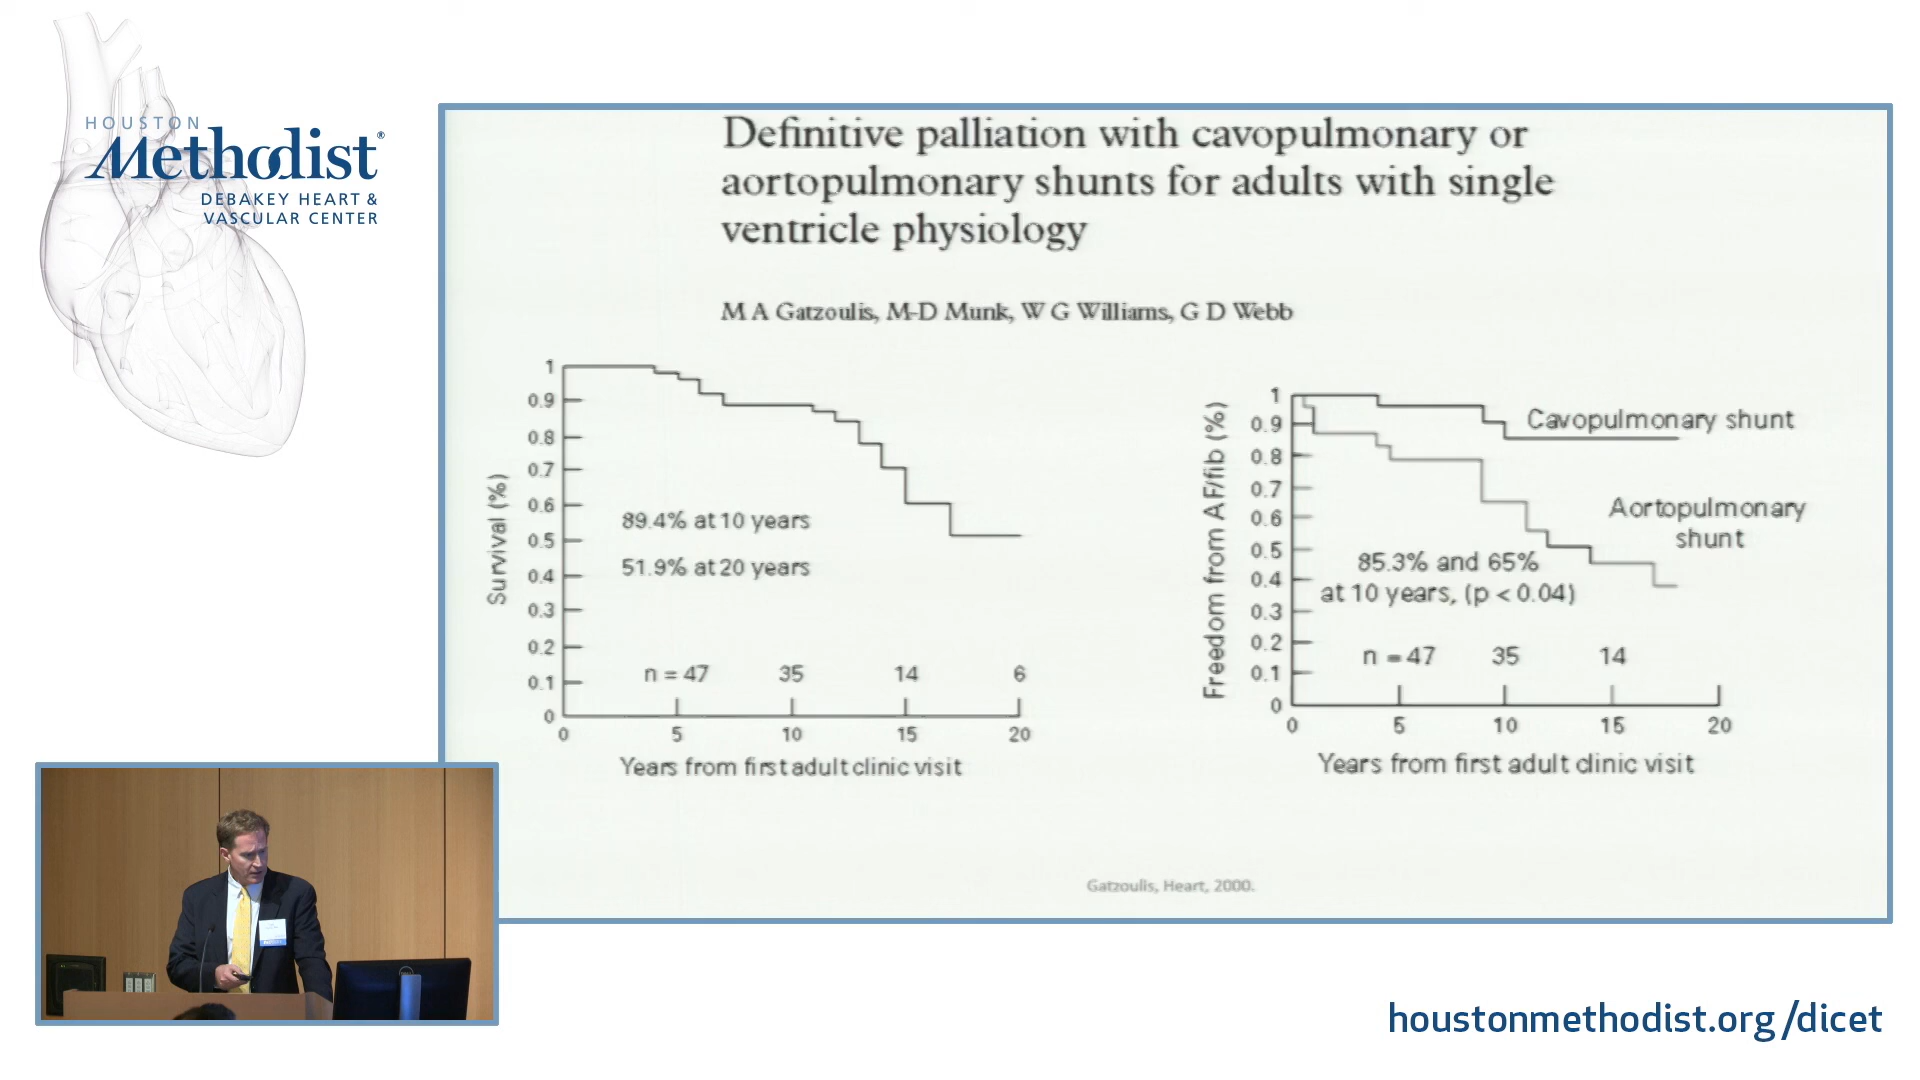 HOUSTON
Methodist®
DEBAKEY HEART &
VASCULAR CENTER
Definitive palliation with cavopulmonary or
aortopulmonary shunts for adults with single
ventricle physiology
M A Gatzoulis, M-D Munk, W G Williams, G D Webb
Survival (%)
1
0.9
0.8
0.7
0.6
0.5
0.4
0.3
0.2
0.1
0
89.4% at 10 years
51.9% at 20 years
n = 47 35 14 6
0 5 10 15 20
Years from first adult clinic visit
Freedom from AF/fib (%)
1
0.9
0.8
0.7
0.6
0.5
0.4
0.3
0.2
0.1
0
Cavopulmonary shunt
Aortopulmonary
shunt
85.3% and 65%
at 10 years, (p < 0.04)
n = 47 35 14
0 5 10 15 20
Years from first adult clinic visit
Gatzoulis, Heart, 2000.
houstonmethodist.org/dicet